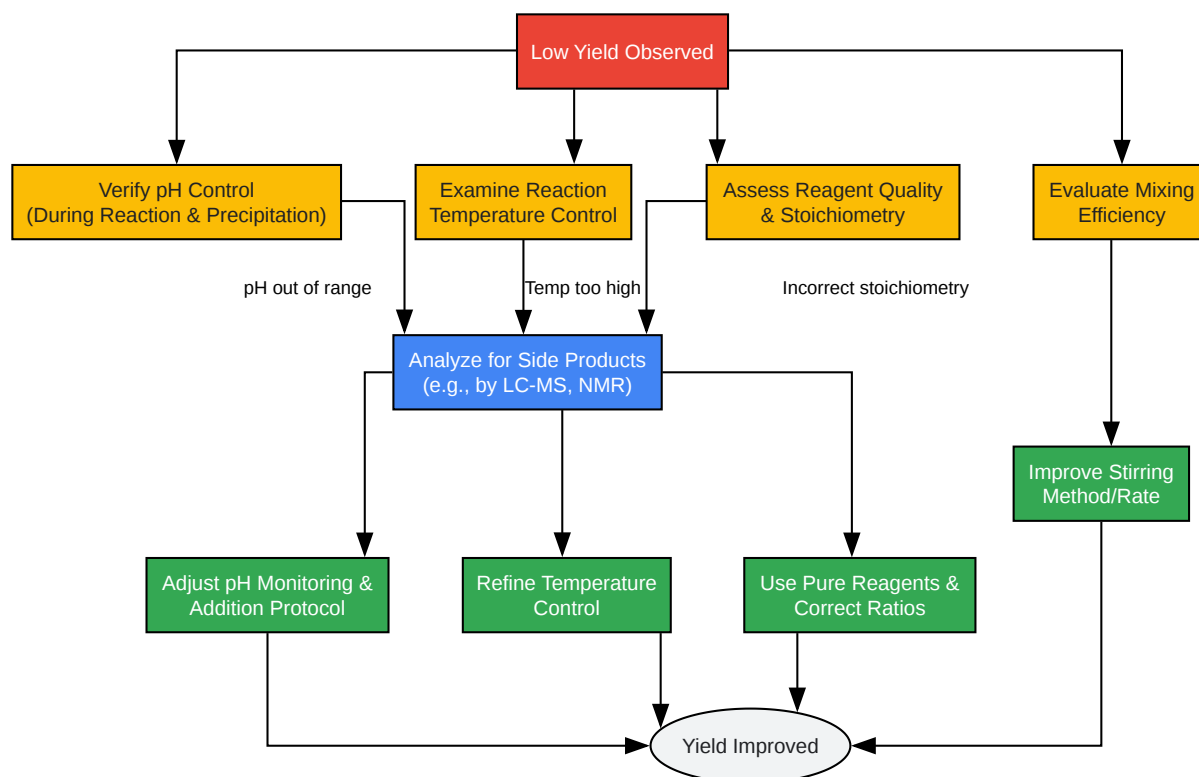 Low Yield Observed
Verify pH Control
(During Reaction & Precipitation)
Examine Reaction
Temperature Control
Assess Reagent Quality
& Stoichiometry
Evaluate Mixing
Efficiency
pH out of range
Temp too high
Incorrect stoichiometry
Analyze for Side Products
(e.g., by LC-MS, NMR)
Improve Stirring
Method/Rate
Adjust pH Monitoring &
Addition Protocol
Refine Temperature
Control
Use Pure Reagents &
Correct Ratios
Yield Improved